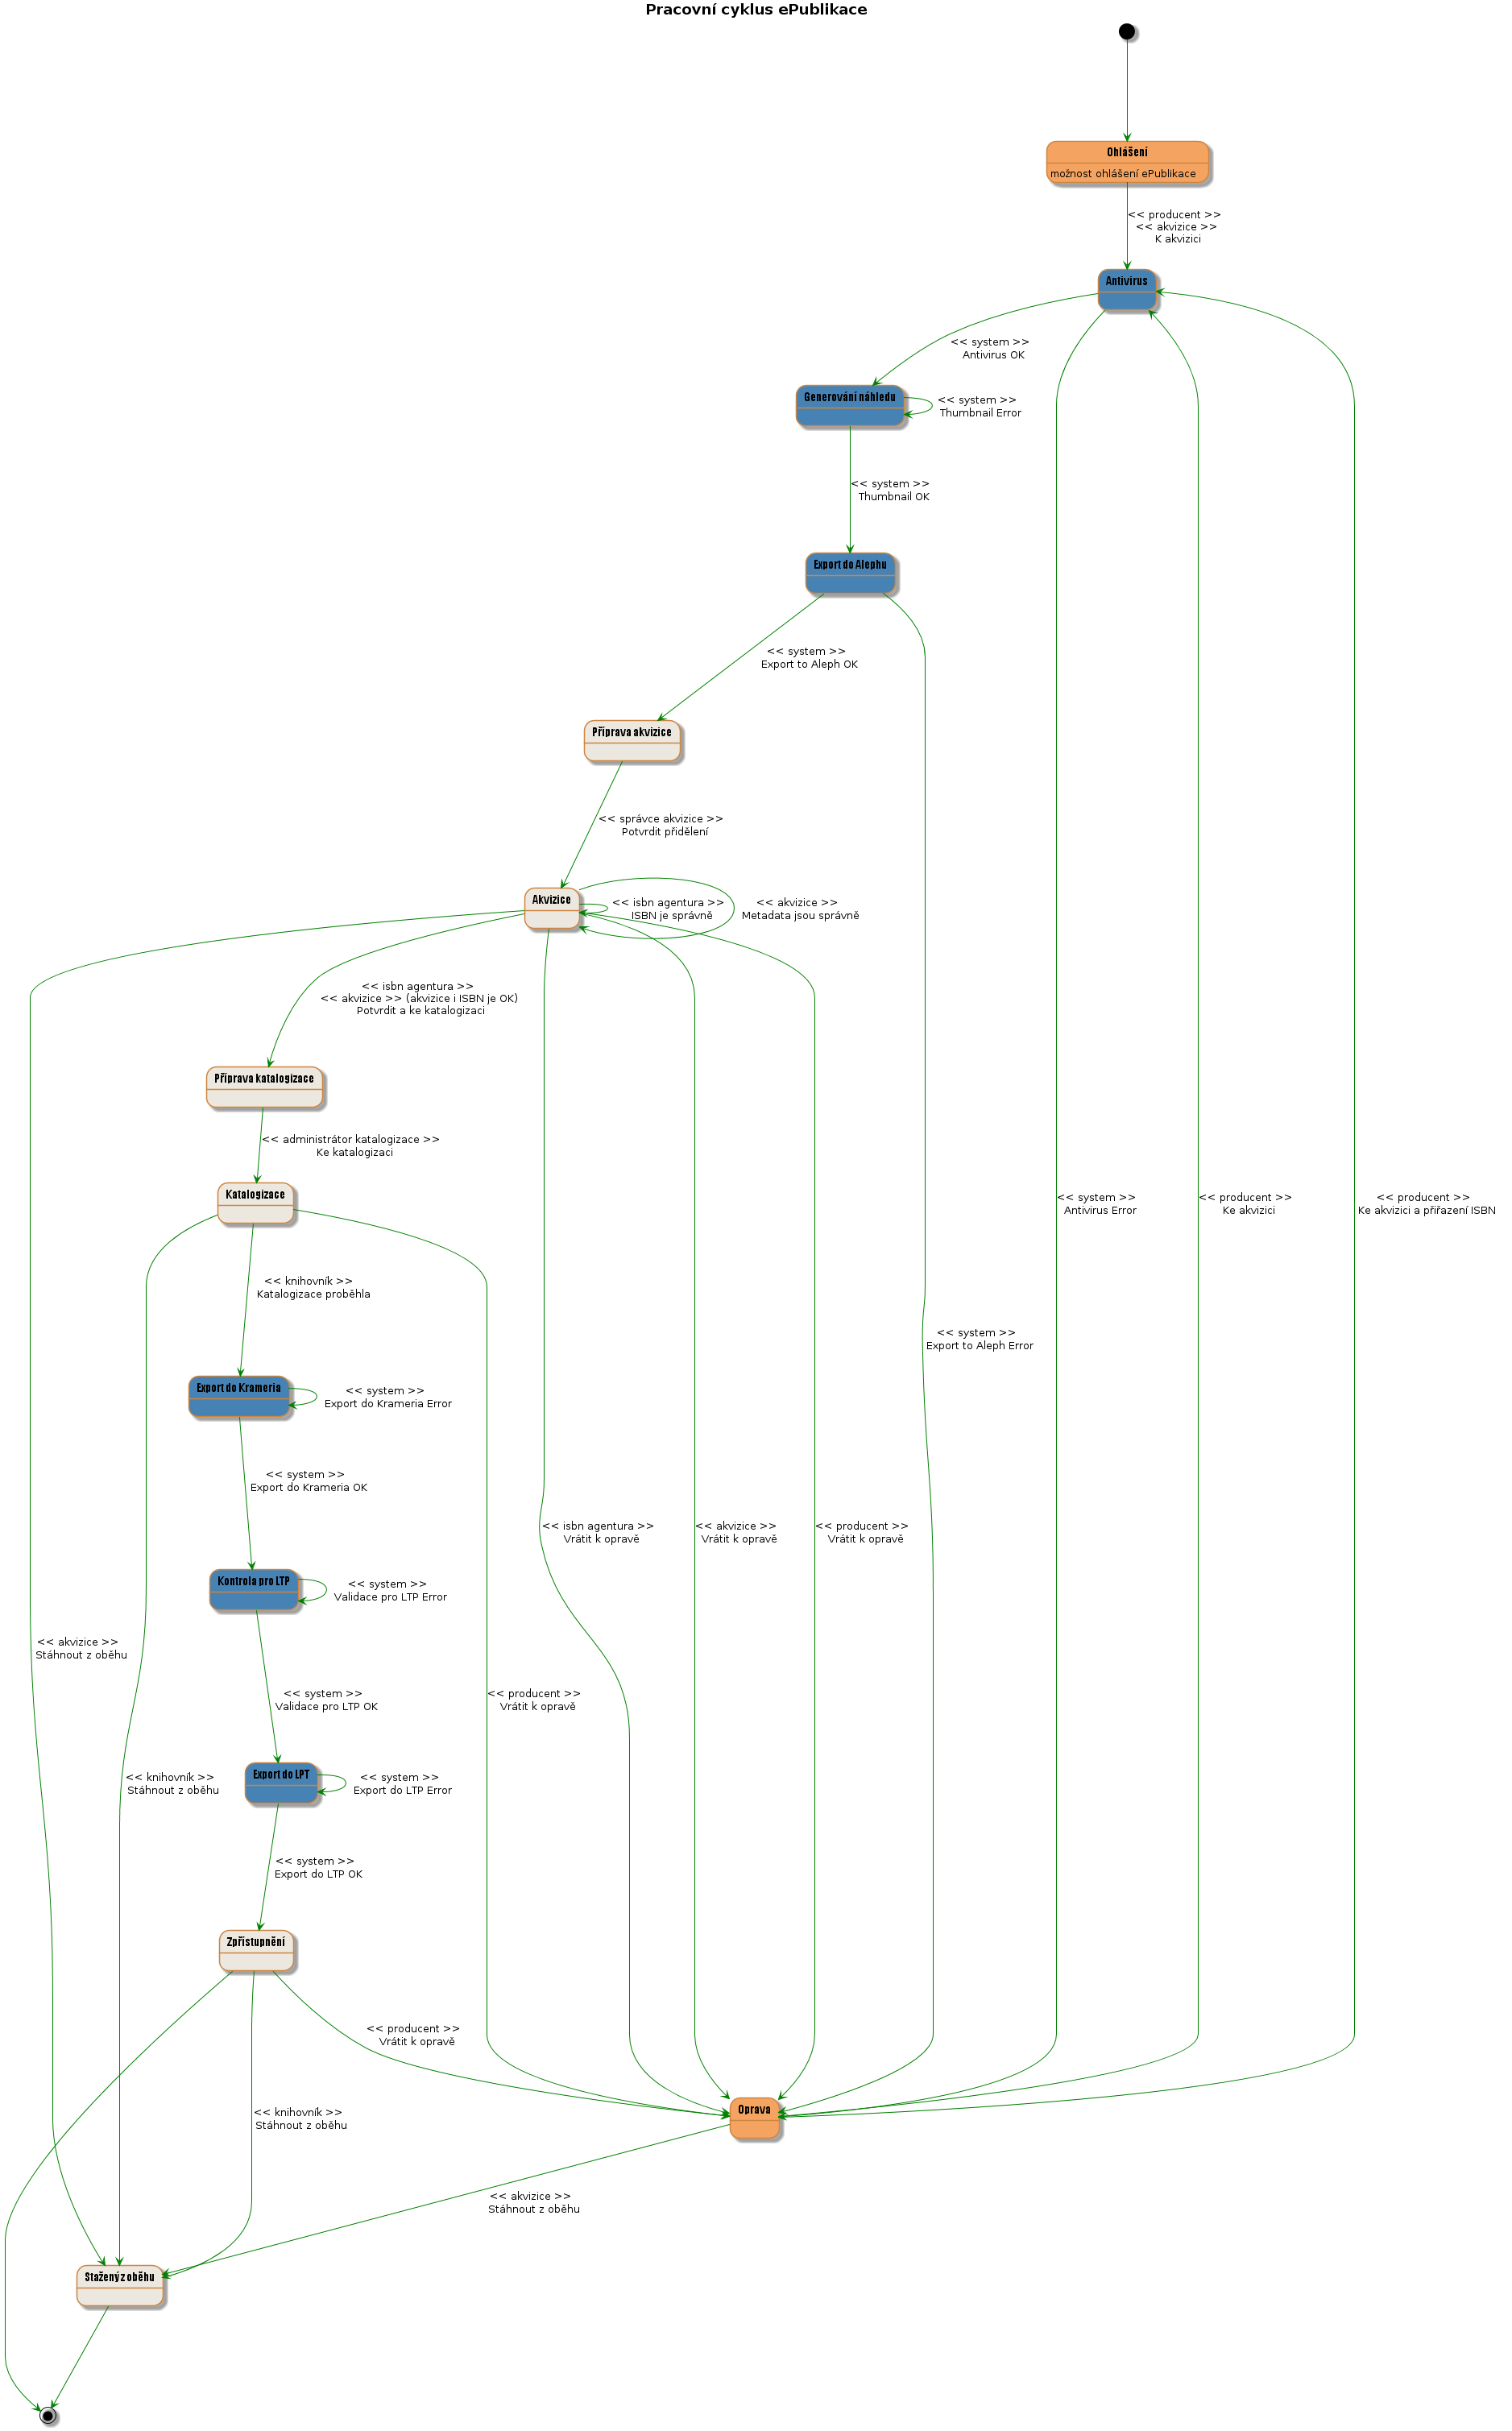 Pracovní cyklus ePublikace
Ohlášení
možnost ohlášení ePublikace
<< producent >>
<< akvizice >>
K akvizici
Antivirus
<< system >>
Antivirus OK
Generování náhledu
<< system >>
Thumbnail Error
<< system >>
Thumbnail OK
Export do Alephu
<< system >>
Export to Aleph OK
Příprava akvizice
<< správce akvizice >>
Potvrdit přidělení
Akvizice
<< isbn agentura >>
ISBN je správně
<< akvizice >>
Metadata jsou správně
<< isbn agentura >>
<< akvizice >> (akvizice i ISBN je OK)
Potvrdit a ke katalogizaci
Příprava katalogizace
<< administrátor katalogizace >>
Ke katalogizaci
Katalogizace
<< system >>
Antivirus Error
<< producent >>
Ke akvizici
<< producent >>
Ke akvizici a přiřazení ISBN
<< knihovník >>
Katalogizace proběhla
<< system >>
Export to Aleph Error
Export do Krameria
<< system >>
Export do Krameria Error
<< system >>
Export do Krameria OK
<< isbn agentura >>
Vrátit k opravě
<< akvizice >>
Vrátit k opravě
<< producent >>
Vrátit k opravě
Kontrola pro LTP
<< system >>
Validace pro LTP Error
<< akvizice >>
Stáhnout z oběhu
<< system >>
Validace pro LTP OK
<< producent >>
Vrátit k opravě
<< knihovník >>
Stáhnout z oběhu
Export do LPT
<< system >>
Export do LTP Error
<< system >>
Export do LTP OK
Zpřístupnění
<< producent >>
Vrátit k opravě
<< knihovník >>
Stáhnout z oběhu
Oprava
<< akvizice >>
Stáhnout z oběhu
Stažený z oběhu